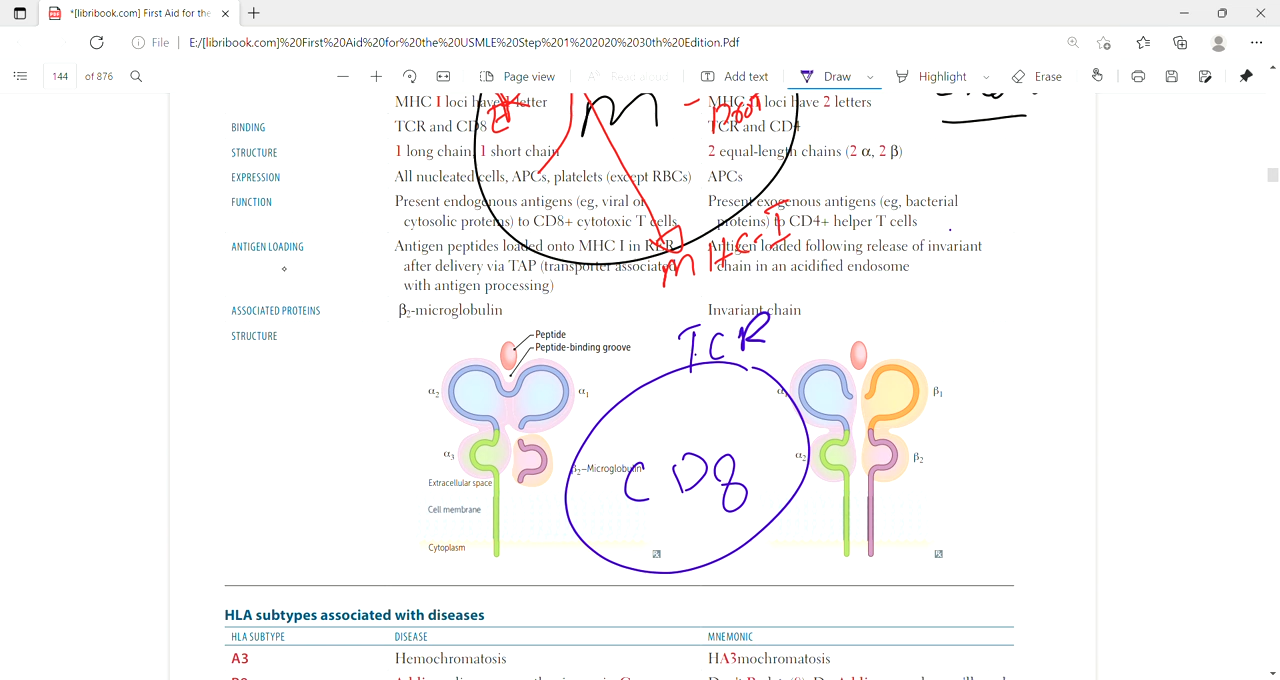 *[libribook.com] First Aid for the
File E:/[libribook.com]%20First%20Aid%20for%20the%20USMLE%20Step%201%202020%2030th%20Edition.Pdf
144 of 876 Page view Read aloud Add text Draw Highlight Erase
MHC 1 loci have 1 letter MHC II loci have 2 letters
BINDING TCR and CD8 TCR and CD4
STRUCTURE 1 long chain, 1 short chain 2 equal-length chains (2 α, 2 β)
EXPRESSION All nucleated cells, APCs, platelets (except RBCs) APCs
FUNCTION Present endogenous antigens (eg, viral or Present exogenous antigens (eg, bacterial
cytosolic proteins) to CD8+ cytotoxic T cells proteins) to CD4+ helper T cells
ANTIGEN LOADING Antigen peptides loaded onto MHC I in RER Antigen loaded following release of invariant
after delivery via TAP (transporter associated chain in an acidified endosome
with antigen processing)
ASSOCIATED PROTEINS β2-microglobulin Invariant chain
STRUCTURE
m
MHC-I
TCR
CD8
Peptide
Peptide-binding groove
α2 α1 β1
α3 β2–Microglobulin α2 β2
Extracellular space
Cell membrane
Cytoplasm
HLA subtypes associated with diseases
HLA SUBTYPE DISEASE MNEMONIC
A3 Hemochromatosis HA3mochromatosis